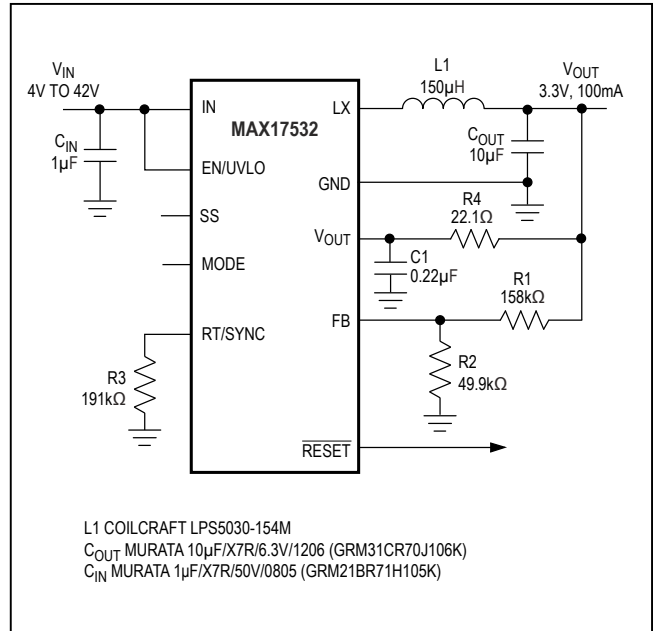 V_IN
4V TO 42V
C_IN
1µF
IN
EN/UVLO
SS
MODE
RT/SYNC
R3
191kΩ
MAX17532
LX
GND
V_OUT
FB
RESET
L1
150µH
V_OUT
3.3V, 100mA
C_OUT
10µF
R4
22.1Ω
C1
0.22µF
R1
158kΩ
R2
49.9kΩ
L1 COILCRAFT LPS5030-154M
C_OUT MURATA 10µF/X7R/6.3V/1206 (GRM31CR70J106K)
C_IN MURATA 1µF/X7R/50V/0805 (GRM21BR71H105K)